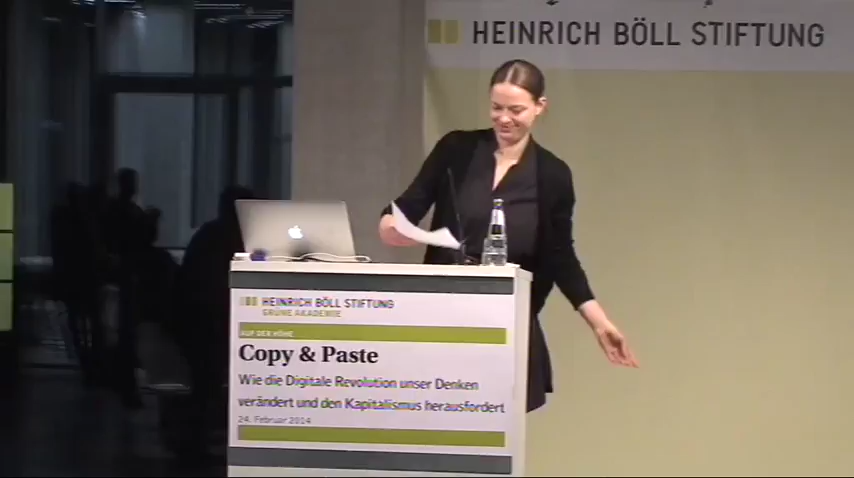 HEINRICH BÖLL STIFTUNG
HEINRICH BÖLL STIFTUNG
GRÜNE AKADEMIE
AUF DER HÖHE
Copy & Paste
Wie die Digitale Revolution unser Denken
verändert und den Kapitalismus herausfordert
24. Februar 2014